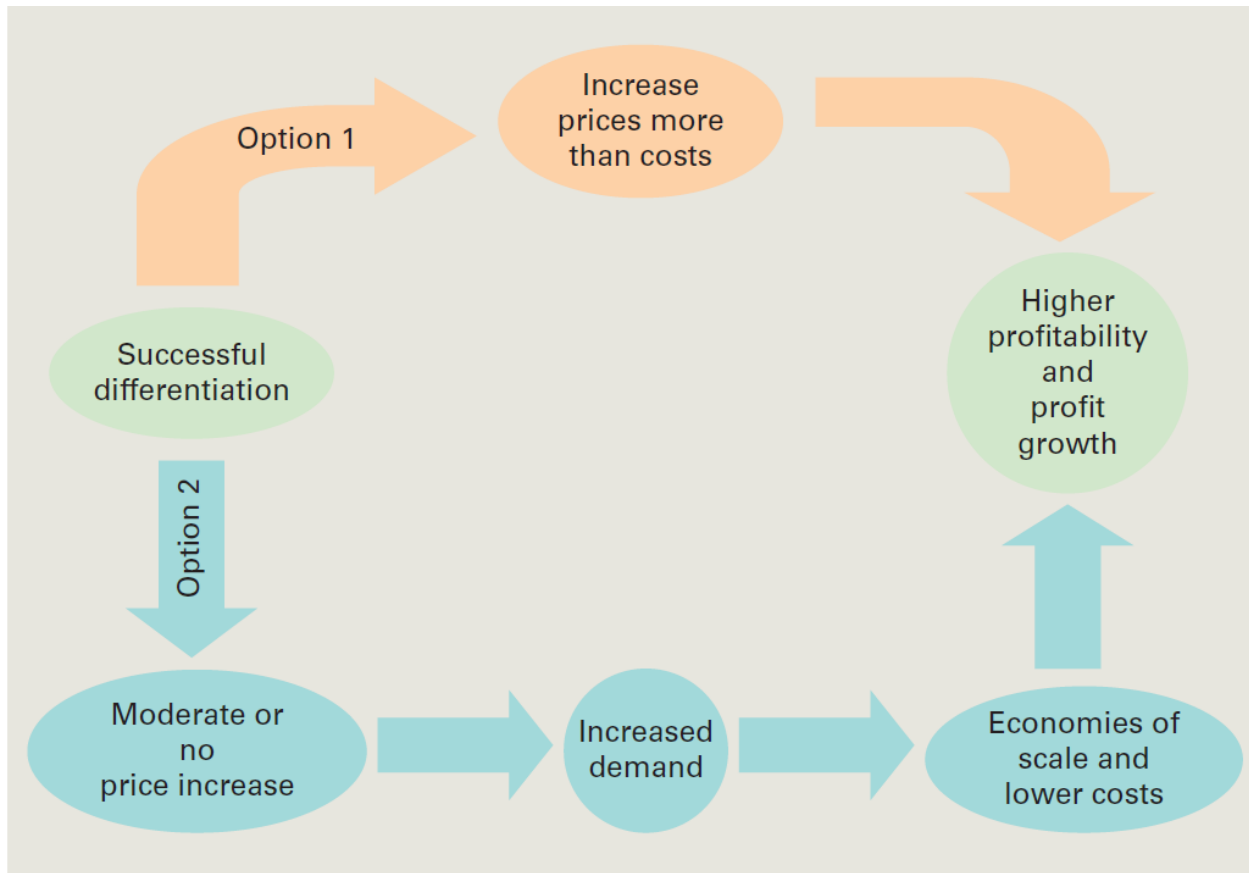 Increase
prices more
than costs
Option 1
Successful
differentiation
Higher
profitability
and
profit
growth
Option 2
Moderate or
no
price increase
Increased
demand
Economies of
scale and
lower costs